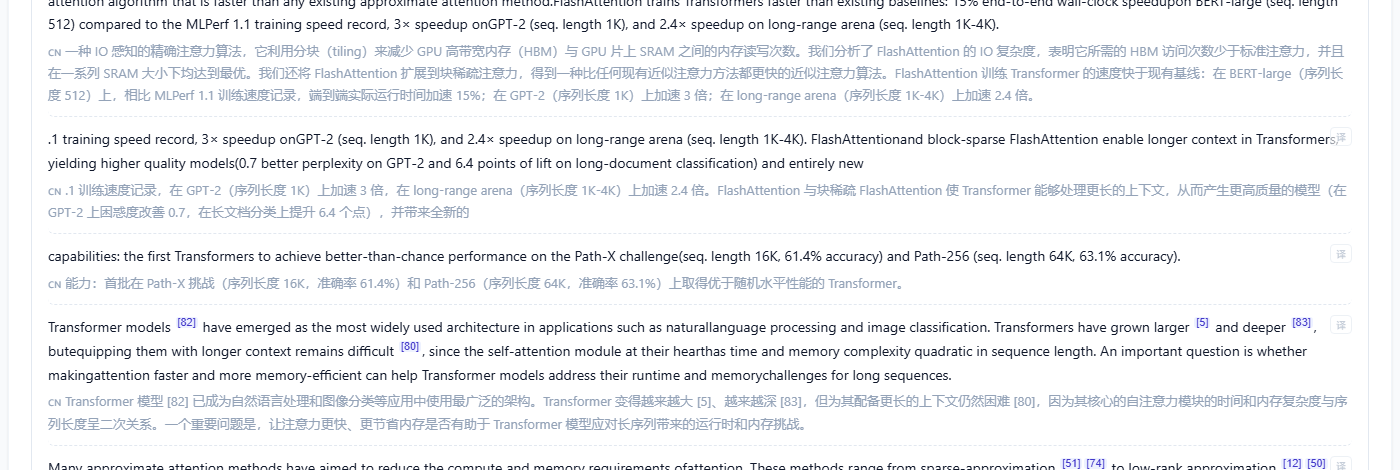 attention algorithm that is faster than any existing approximate attention method.FlashAttention trains Transformers faster than existing baselines: 15% end-to-end wall-clock speedupon BERT-large (seq. length
512) compared to the MLPerf 1.1 training speed record, 3× speedup onGPT-2 (seq. length 1K), and 2.4× speedup on long-range arena (seq. length 1K-4K).
CN 一种 IO 感知的精确注意力算法，它利用分块（tiling）来减少 GPU 高带宽内存（HBM）与 GPU 片上 SRAM 之间的内存读写次数。我们分析了 FlashAttention 的 IO 复杂度，表明它所需的 HBM 访问次数少于标准注意力，并且
在一系列 SRAM 大小下均达到最优。我们还将 FlashAttention 扩展到块稀疏注意力，得到一种比任何现有近似注意力方法都更快的近似注意力算法。FlashAttention 训练 Transformer 的速度快于现有基线：在 BERT-large（序列长
度 512）上，相比 MLPerf 1.1 训练速度记录，端到端实际运行时间加速 15%；在 GPT-2（序列长度 1K）上加速 3 倍；在 long-range arena（序列长度 1K-4K）上加速 2.4 倍。
.1 training speed record, 3× speedup onGPT-2 (seq. length 1K), and 2.4× speedup on long-range arena (seq. length 1K-4K). FlashAttentionand block-sparse FlashAttention enable longer context in Transformers, 译
yielding higher quality models(0.7 better perplexity on GPT-2 and 6.4 points of lift on long-document classification) and entirely new
CN .1 训练速度记录，在 GPT-2（序列长度 1K）上加速 3 倍，在 long-range arena（序列长度 1K-4K）上加速 2.4 倍。FlashAttention 与块稀疏 FlashAttention 使 Transformer 能够处理更长的上下文，从而产生更高质量的模型（在
GPT-2 上困惑度改善 0.7，在长文档分类上提升 6.4 个点），并带来全新的
capabilities: the first Transformers to achieve better-than-chance performance on the Path-X challenge(seq. length 16K, 61.4% accuracy) and Path-256 (seq. length 64K, 63.1% accuracy). 译
CN 能力：首批在 Path-X 挑战（序列长度 16K，准确率 61.4%）和 Path-256（序列长度 64K，准确率 63.1%）上取得优于随机水平性能的 Transformer。
Transformer models [82] have emerged as the most widely used architecture in applications such as naturallanguage processing and image classification. Transformers have grown larger [5] and deeper [83], 译
butequipping them with longer context remains difficult [80], since the self-attention module at their hearthas time and memory complexity quadratic in sequence length. An important question is whether
makingattention faster and more memory-efficient can help Transformer models address their runtime and memorychallenges for long sequences.
CN Transformer 模型 [82] 已成为自然语言处理和图像分类等应用中使用最广泛的架构。Transformer 变得越来越大 [5]、越来越深 [83]，但为其配备更长的上下文仍然困难 [80]，因为其核心的自注意力模块的时间和内存复杂度与序
列长度呈二次关系。一个重要问题是，让注意力更快、更节省内存是否有助于 Transformer 模型应对长序列带来的运行时和内存挑战。
Many approximate attention methods have aimed to reduce the compute and memory requirements ofattention. These methods range from sparse-approximation [51] [74] to low-rank approximation [12] [50] 译